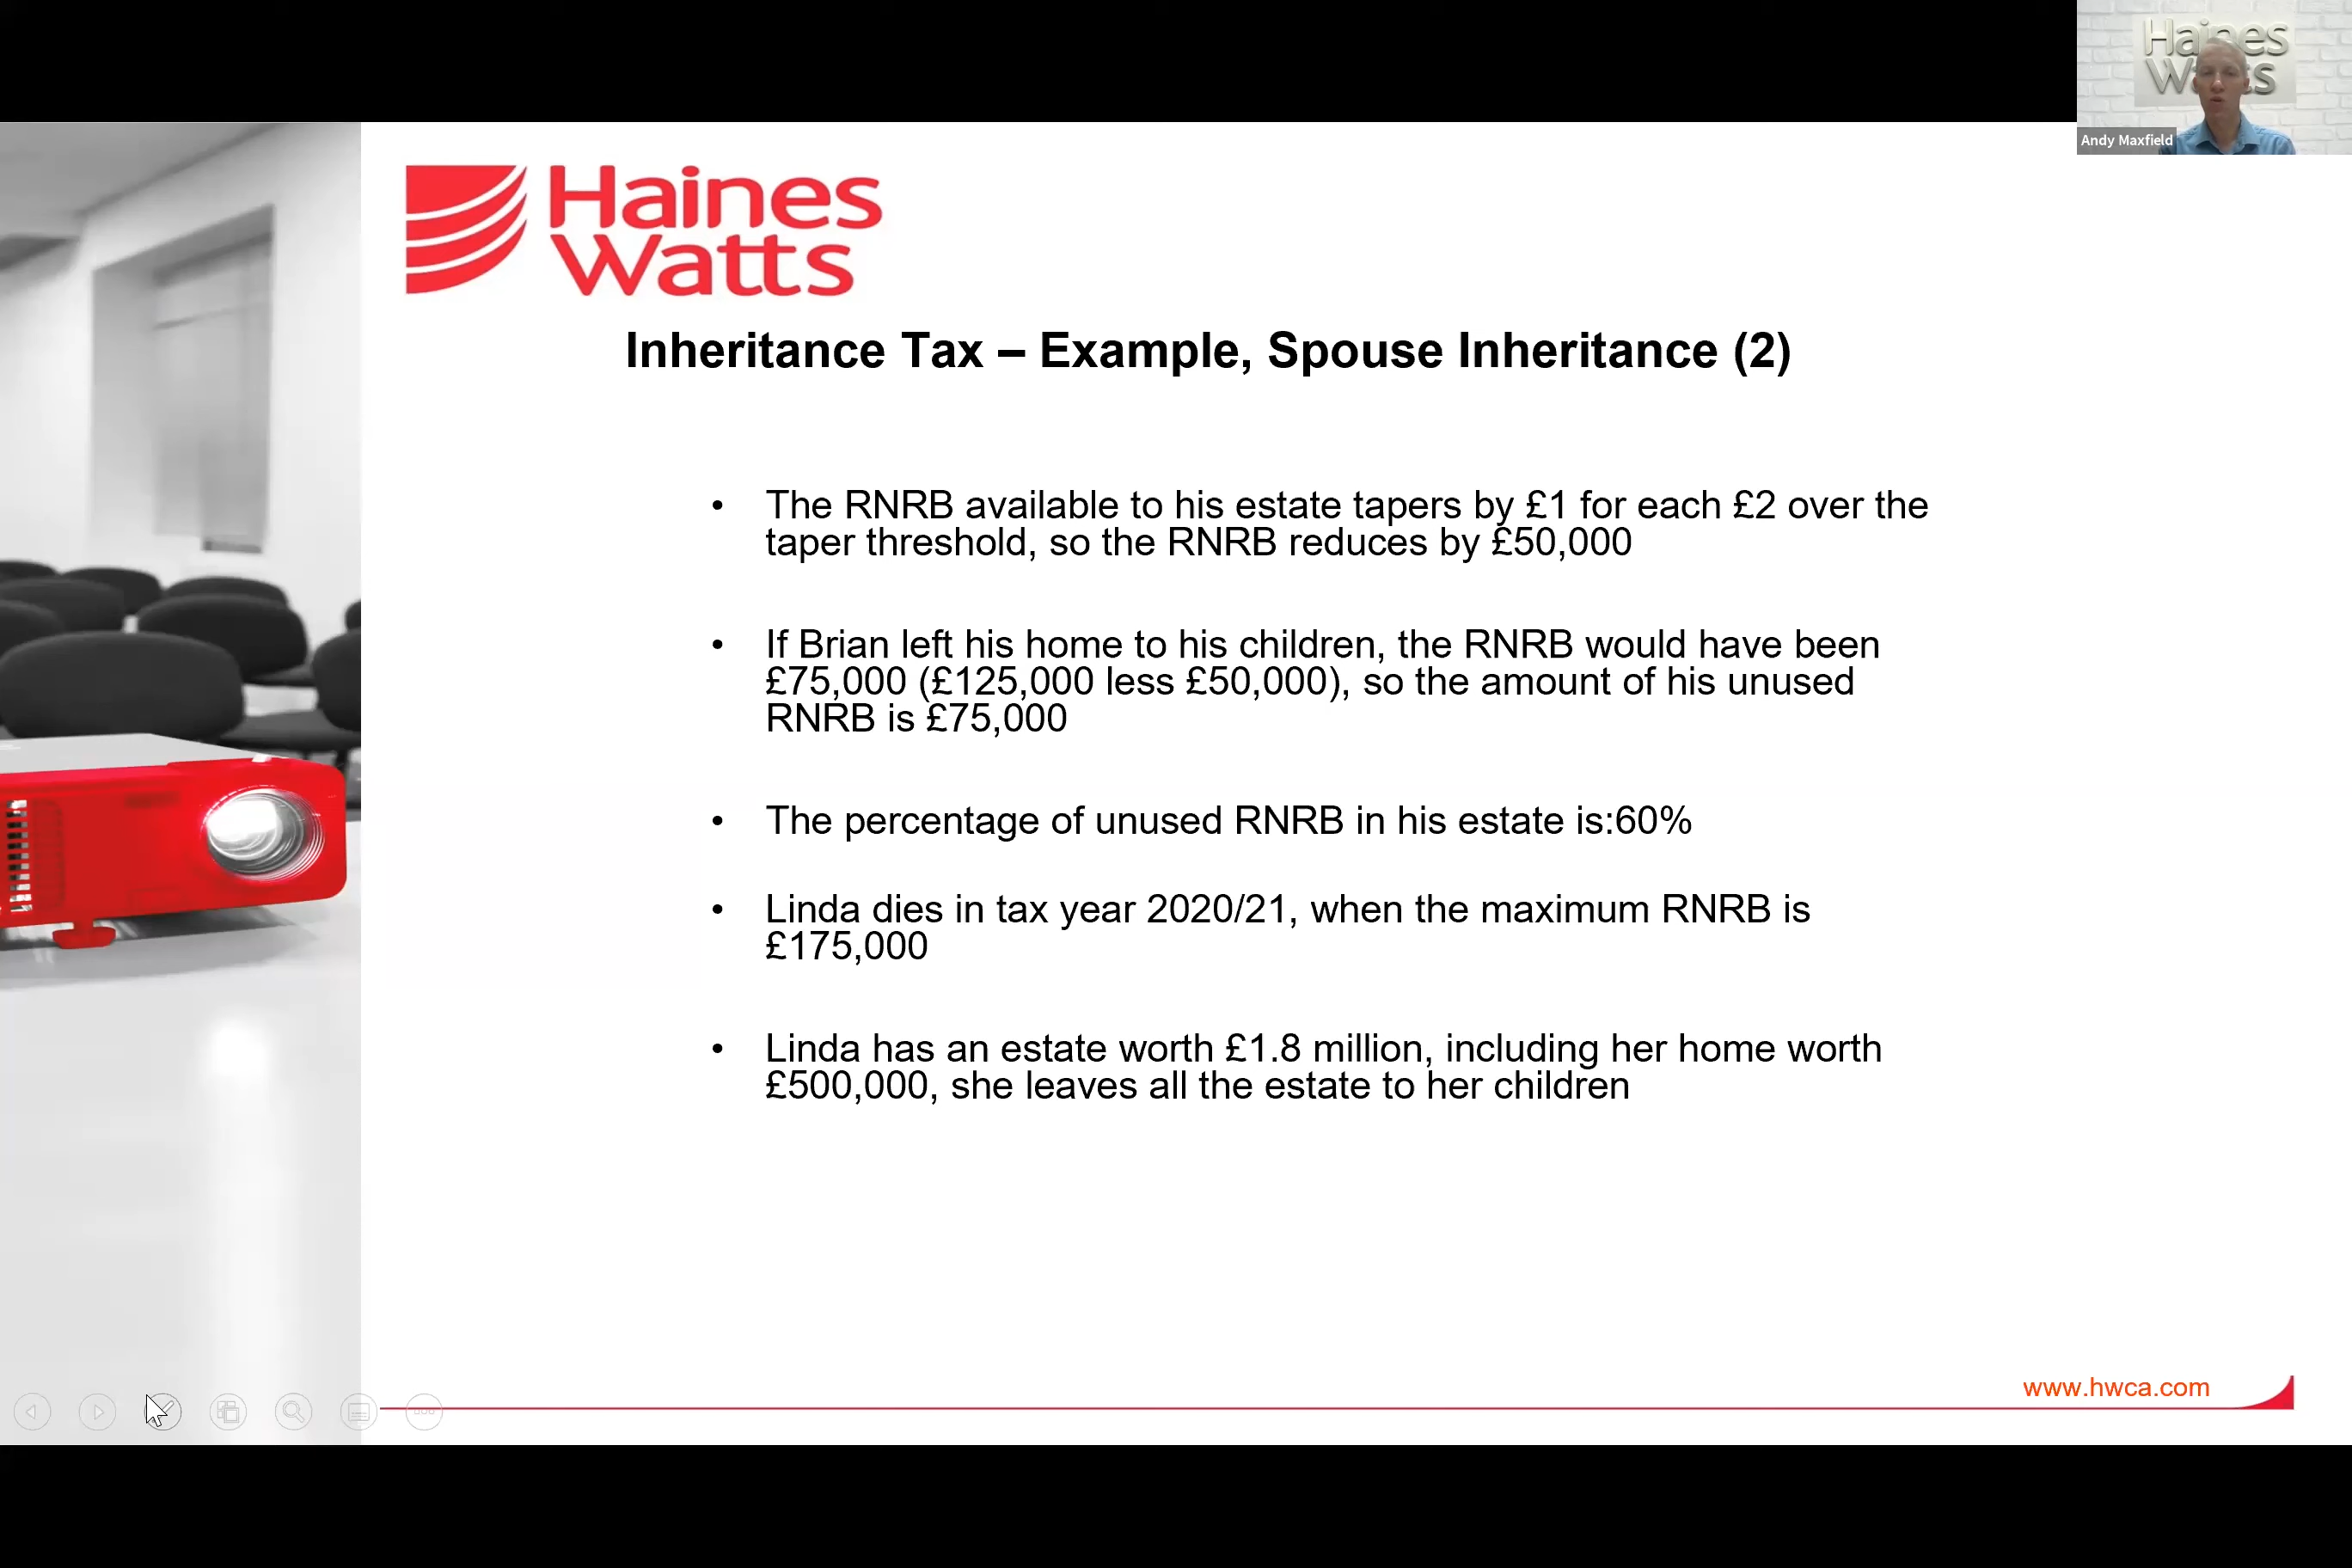 Haines
Watts
Andy Maxfield
Haines
Watts
Inheritance Tax – Example, Spouse Inheritance (2)
• The RNRB available to his estate tapers by £1 for each £2 over the
taper threshold, so the RNRB reduces by £50,000
• If Brian left his home to his children, the RNRB would have been
£75,000 (£125,000 less £50,000), so the amount of his unused
RNRB is £75,000
• The percentage of unused RNRB in his estate is:60%
• Linda dies in tax year 2020/21, when the maximum RNRB is
£175,000
• Linda has an estate worth £1.8 million, including her home worth
£500,000, she leaves all the estate to her children
www.hwca.com